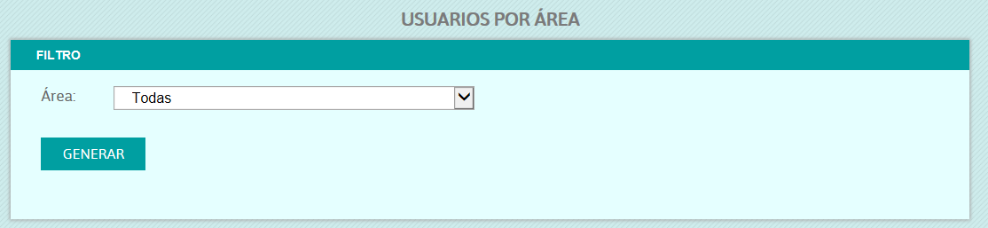 USUARIOS POR ÁREA
FILTRO
Área: Todas
GENERAR